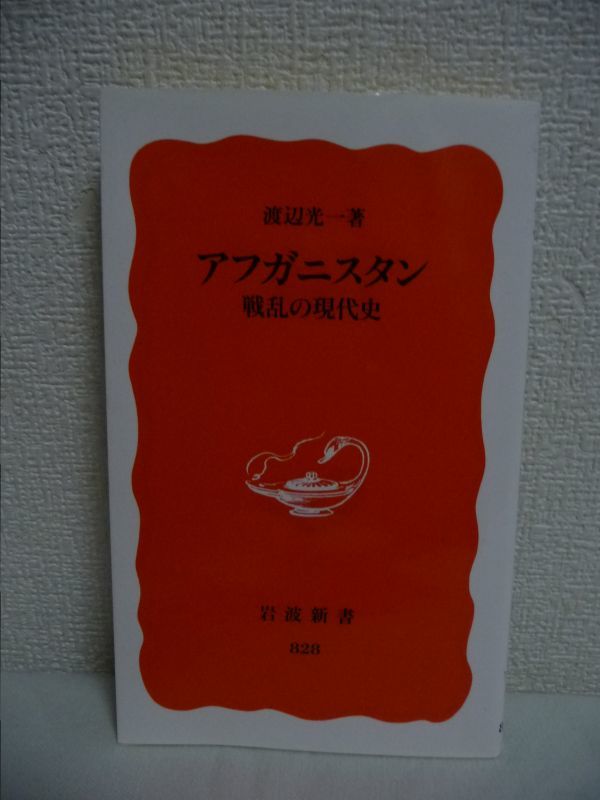 渡辺光一著
アフガニスタン
戦乱の現代史
岩波新書
828